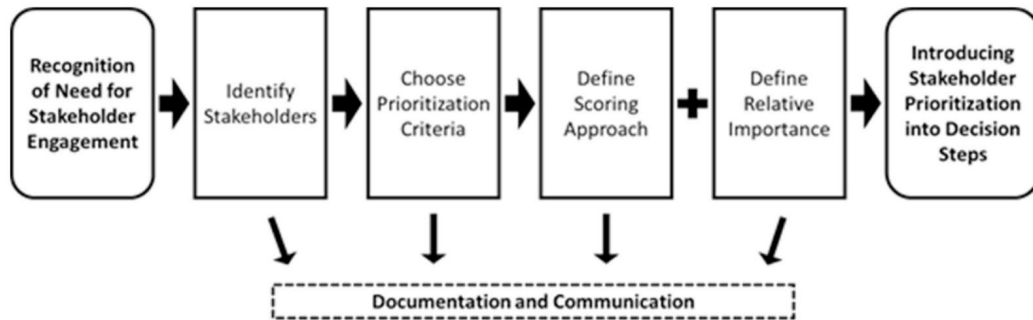 Recognition
of Need for
Stakeholder
Engagement
Identify
Stakeholders
Choose
Prioritization
Criteria
Define
Scoring
Approach
Define
Relative
Importance
Introducing
Stakeholder
Prioritization
into Decision
Steps
Documentation and Communication